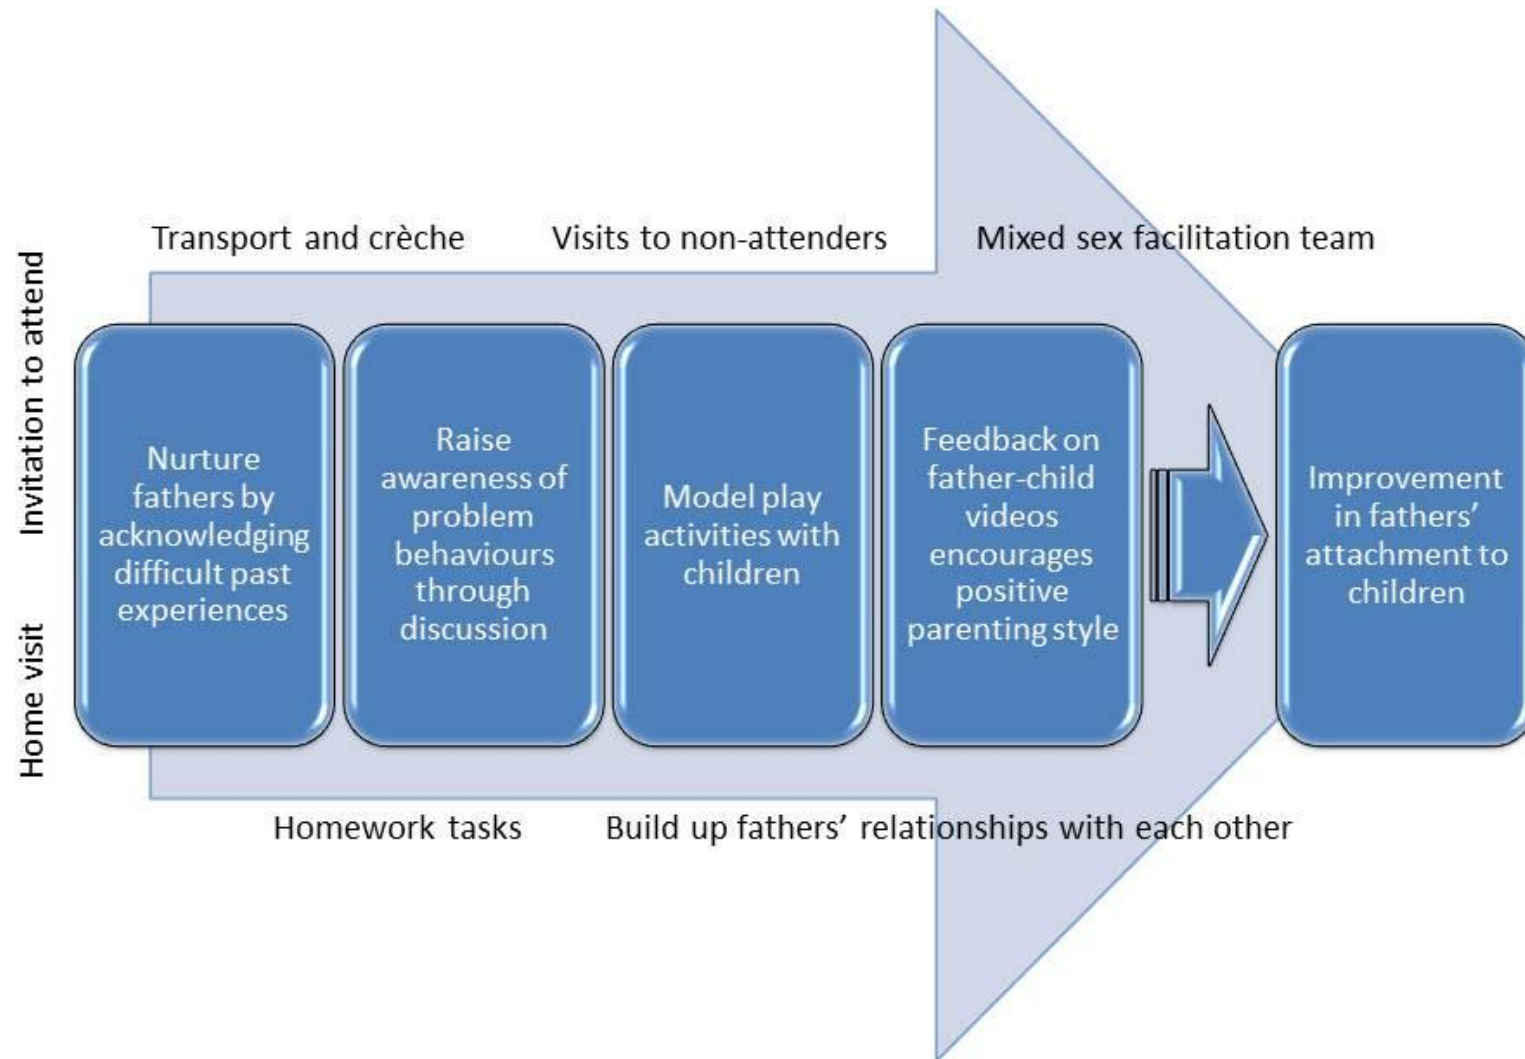 Transport and crèche
Visits to non-attenders
Mixed sex facilitation team
Invitation to attend
Home visit
Nurture
fathers by
acknowledging
difficult past
experiences
Raise
awareness of
problem
behaviours
through
discussion
Model play
activities with
children
Feedback on
father-child
videos
encourages
positive
parenting style
Improvement
in fathers’
attachment to
children
Homework tasks
Build up fathers’ relationships with each other